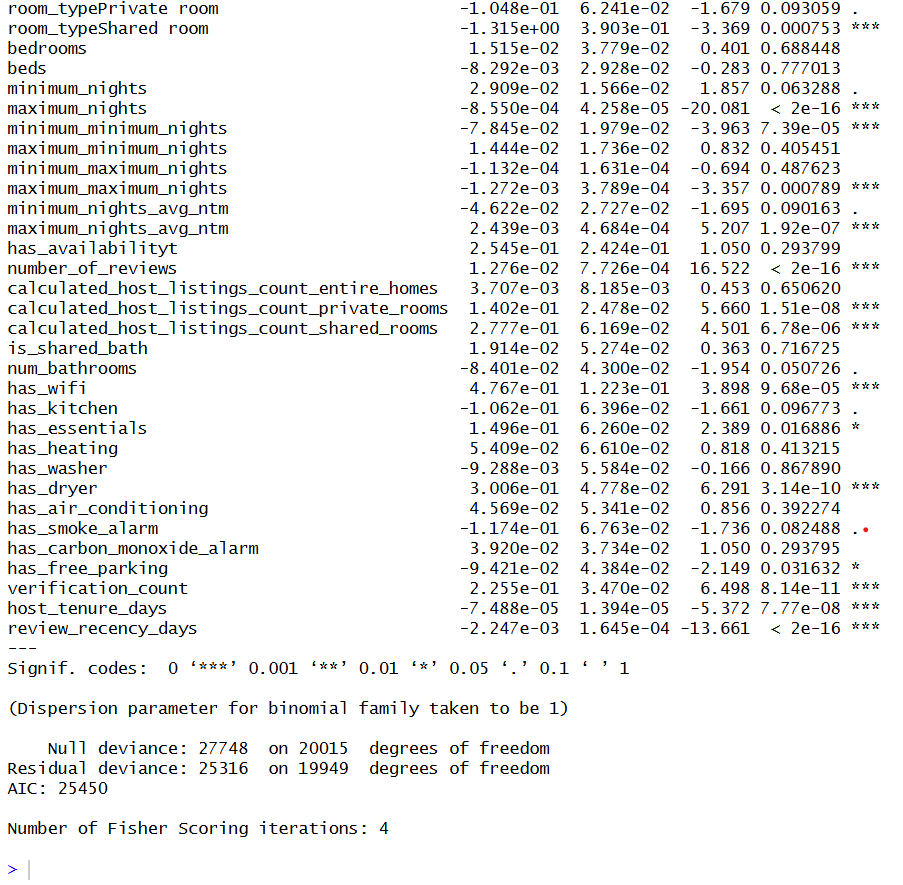 room_typePrivate room -1.048e-01 6.241e-02 -1.679 0.093059 .
room_typeShared room -1.315e+00 3.903e-01 -3.369 0.000753 ***
bedrooms 1.515e-02 3.779e-02 0.401 0.688448
beds -8.292e-03 2.928e-02 -0.283 0.777013
minimum_nights 2.909e-02 1.566e-02 1.857 0.063288 .
maximum_nights -8.550e-04 4.258e-05 -20.081 < 2e-16 ***
minimum_minimum_nights -7.845e-02 1.979e-02 -3.963 7.39e-05 ***
maximum_minimum_nights 1.444e-02 1.736e-02 0.832 0.405451
minimum_maximum_nights -1.132e-04 1.631e-04 -0.694 0.487623
maximum_maximum_nights -1.272e-03 3.789e-04 -3.357 0.000789 ***
minimum_nights_avg_ntm -4.622e-02 2.727e-02 -1.695 0.090163 .
maximum_nights_avg_ntm 2.439e-03 4.684e-04 5.207 1.92e-07 ***
has_availabilityt 2.545e-01 2.424e-01 1.050 0.293799
number_of_reviews 1.276e-02 7.726e-04 16.522 < 2e-16 ***
calculated_host_listings_count_entire_homes 3.707e-03 8.185e-03 0.453 0.650620
calculated_host_listings_count_private_rooms 1.402e-01 2.478e-02 5.660 1.51e-08 ***
calculated_host_listings_count_shared_rooms 2.777e-01 6.169e-02 4.501 6.78e-06 ***
is_shared_bath 1.914e-02 5.274e-02 0.363 0.716725
num_bathrooms -8.401e-02 4.300e-02 -1.954 0.050726 .
has_wifi 4.767e-01 1.223e-01 3.898 9.68e-05 ***
has_kitchen -1.062e-01 6.396e-02 -1.661 0.096773 .
has_essentials 1.496e-01 6.260e-02 2.389 0.016886 *
has_heating 5.409e-02 6.610e-02 0.818 0.413215
has_washer -9.288e-03 5.584e-02 -0.166 0.867890
has_dryer 3.006e-01 4.778e-02 6.291 3.14e-10 ***
has_air_conditioning 4.569e-02 5.341e-02 0.856 0.392274
has_smoke_alarm -1.174e-01 6.763e-02 -1.736 0.082488 .
has_carbon_monoxide_alarm 3.920e-02 3.734e-02 1.050 0.293795
has_free_parking -9.421e-02 4.384e-02 -2.149 0.031632 *
verification_count 2.255e-01 3.470e-02 6.498 8.14e-11 ***
host_tenure_days -7.488e-05 1.394e-05 -5.372 7.77e-08 ***
review_recency_days -2.247e-03 1.645e-04 -13.661 < 2e-16 ***
---
Signif. codes: 0 ‘***’ 0.001 ‘**’ 0.01 ‘*’ 0.05 ‘.’ 0.1 ‘ ’ 1
(Dispersion parameter for binomial family taken to be 1)
Null deviance: 27748 on 20015 degrees of freedom
Residual deviance: 25316 on 19949 degrees of freedom
AIC: 25450
Number of Fisher Scoring iterations: 4
>